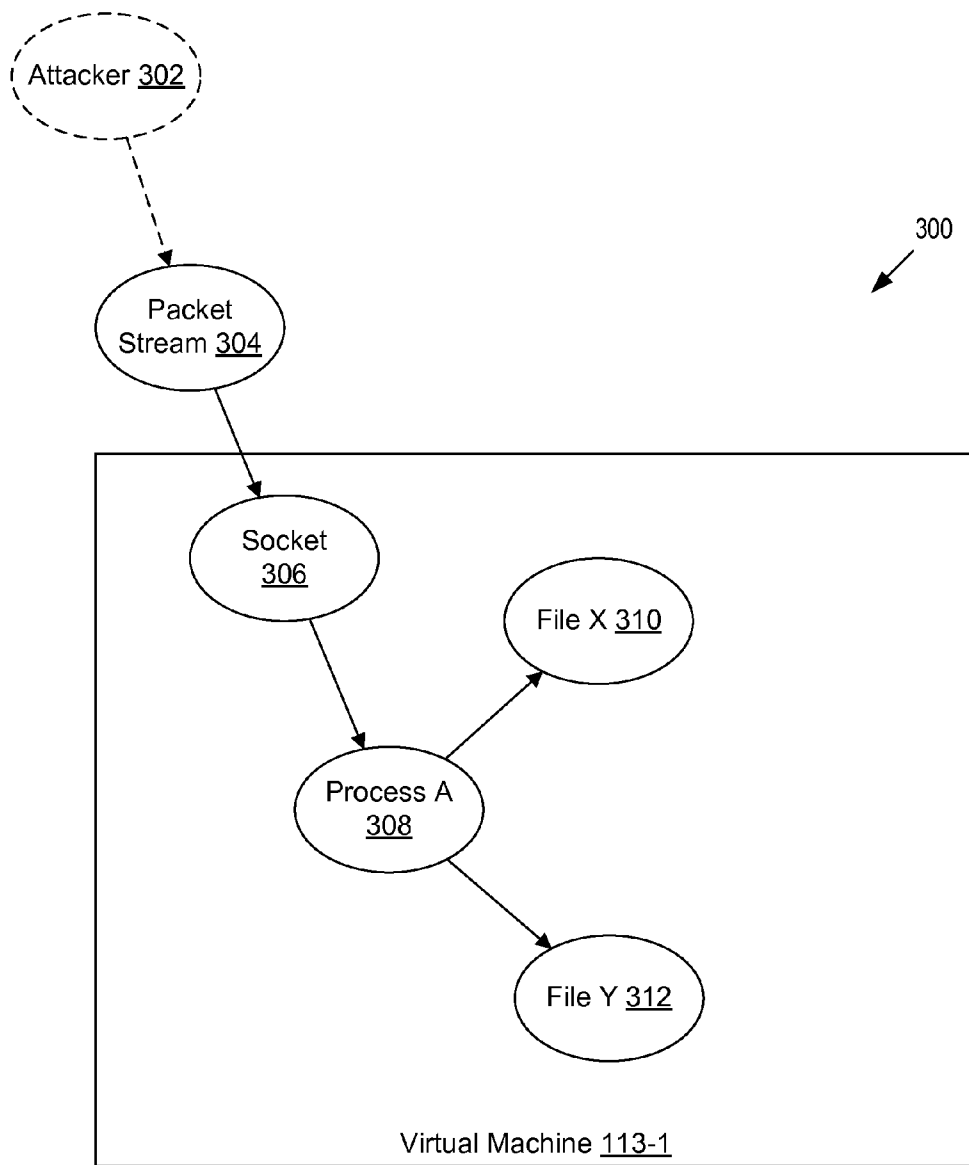 Attacker 302
300
Packet
Stream 304
Socket
306
File X 310
Process A
308
File Y 312
Virtual Machine 113-1